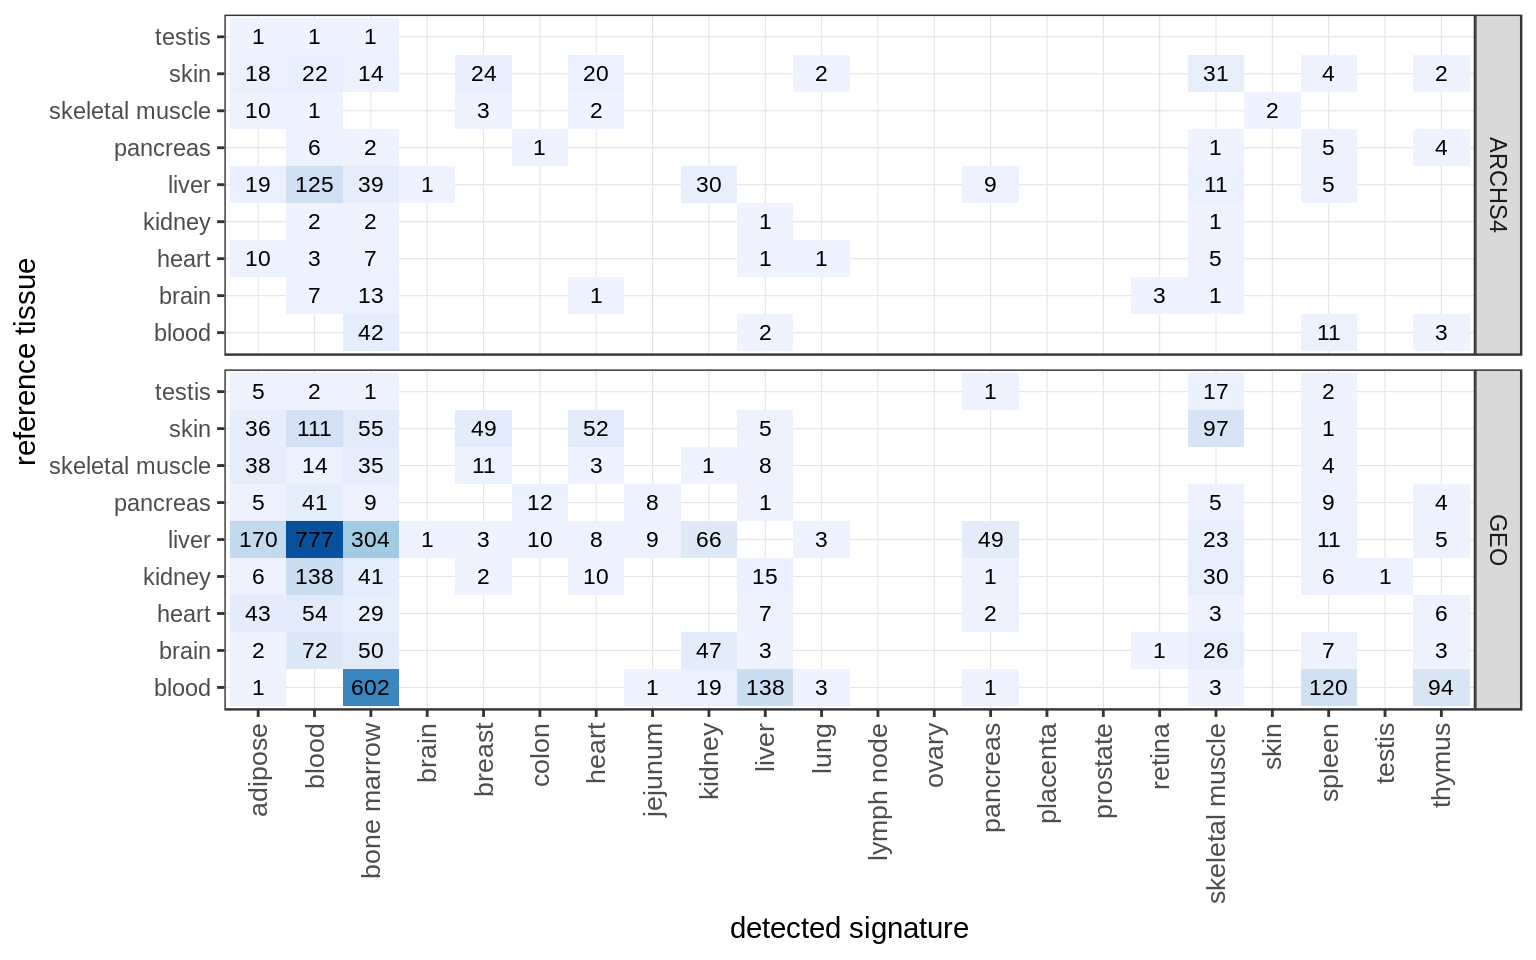 testis 1 1 1
skin 18 22 14 24 20 2 31 4 2
skeletal muscle 10 1 3 2 2
pancreas 6 2 1 1 5 4
liver 19 125 39 1 30 9 11 5
kidney 2 2 1 1
heart 10 3 7 1 1 5
brain 7 13 1 3 1
blood 42 2 11 3
ARCHS4
testis 5 2 1 1 17 2
skin 36 111 55 49 52 5 97 1
skeletal muscle 38 14 35 11 3 1 8 4
pancreas 5 41 9 12 8 1 5 9 4
liver 170 777 304 1 3 10 8 9 66 3 49 23 11 5
kidney 6 138 41 2 10 15 1 30 6 1
heart 43 54 29 7 2 3 6
brain 2 72 50 47 3 1 26 7 3
blood 1 602 1 19 138 3 1 3 120 94
GEO
reference tissue
adipose
blood
bone marrow
brain
breast
colon
heart
jejunum
kidney
liver
lung
lymph node
ovary
pancreas
placenta
prostate
retina
skeletal muscle
skin
spleen
testis
thymus
detected signature